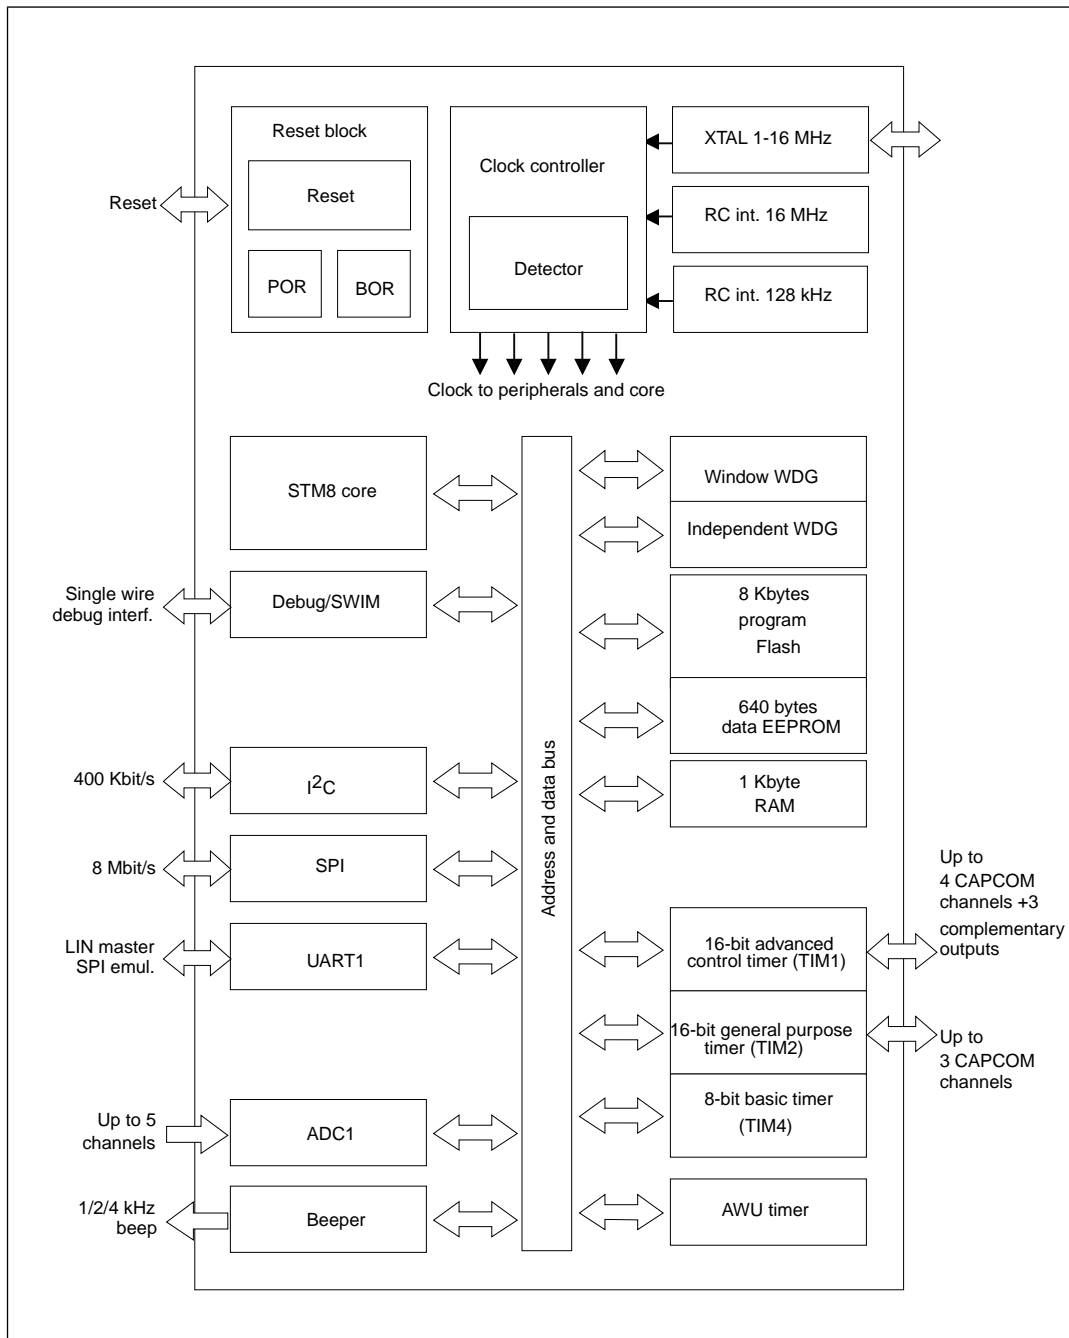 Reset block
Reset
POR
BOR
Reset
Clock controller
Detector
XTAL 1-16 MHz
RC int. 16 MHz
RC int. 128 kHz
Clock to peripherals and core
STM8 core
Single wire
debug interf.
Debug/SWIM
400 Kbit/s
I2C
8 Mbit/s
SPI
LIN master
SPI emul.
UART1
Up to 5
channels
ADC1
1/2/4 kHz
beep
Beeper
Address and data bus
Window WDG
Independent WDG
8 Kbytes
program
Flash
640 bytes
data EEPROM
1 Kbyte
RAM
16-bit advanced
control timer (TIM1)
Up to
4 CAPCOM
channels +3
complementary
outputs
16-bit general purpose
timer (TIM2)
Up to
3 CAPCOM
channels
8-bit basic timer
(TIM4)
AWU timer